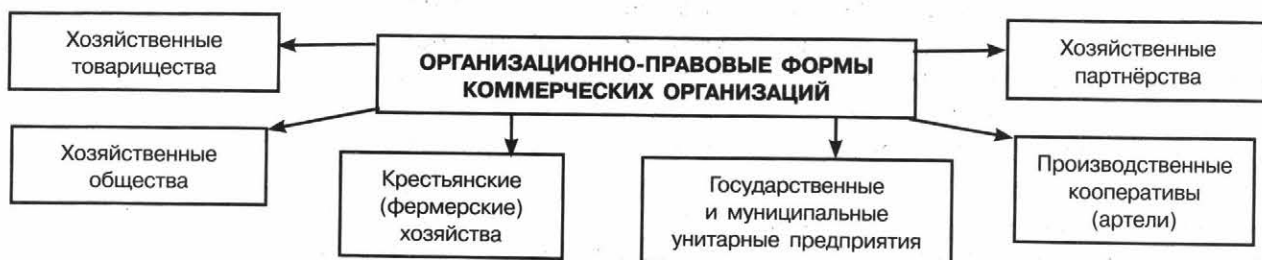 Хозяйственные
товарищества
ОРГАНИЗАЦИОННО-ПРАВОВЫЕ ФОРМЫ
КОММЕРЧЕСКИХ ОРГАНИЗАЦИЙ
Хозяйственные
партнёрства
Хозяйственные
общества
Крестьянские
(фермерские)
хозяйства
Государственные
и муниципальные
унитарные предприятия
Производственные
кооперативы
(артели)